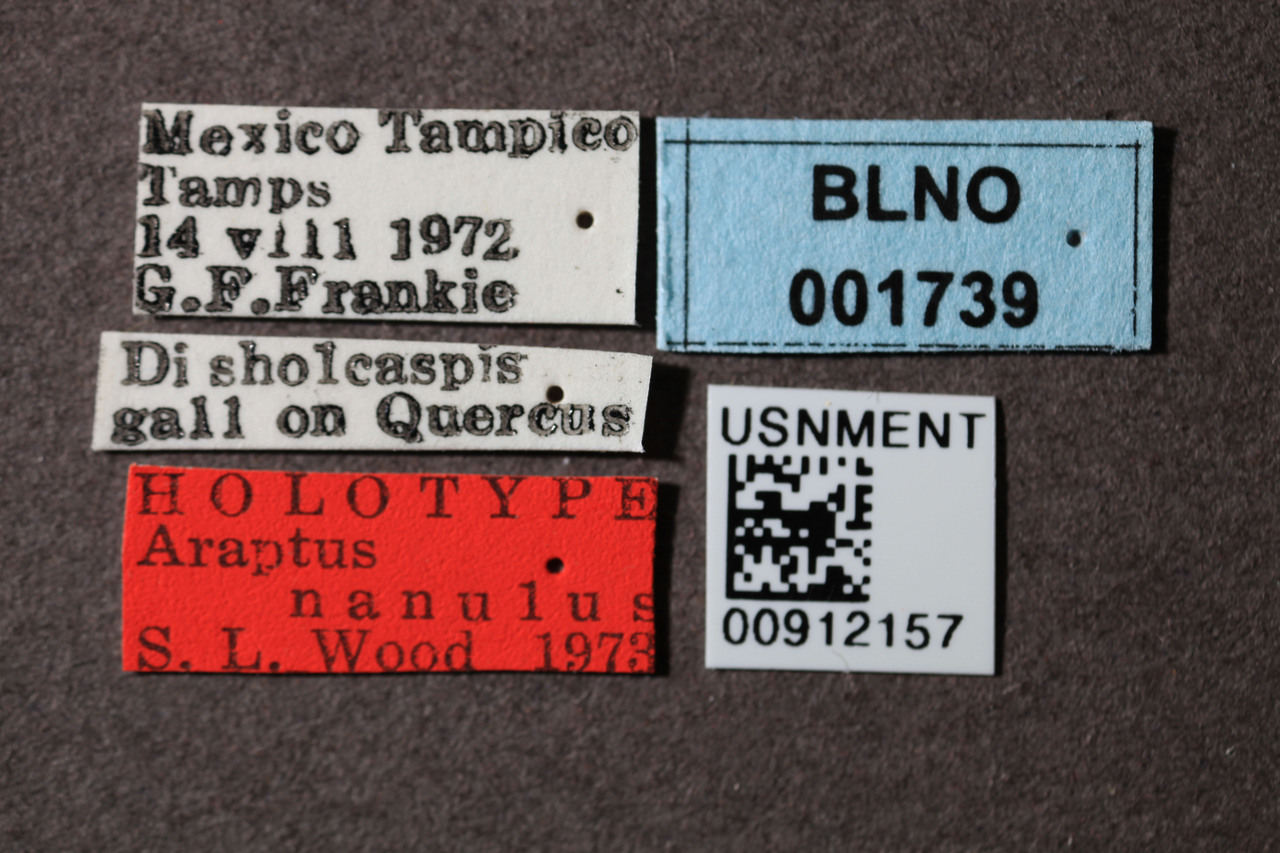 Mexico Tampico
Tamps
14 viii 1972
G.F.Frankie
BLNO
001739
Disholcaspis
gall on Quercus
HOLOTYPE
Araptus
nanulus
S. L. Wood 1973
USNMENT
00912157